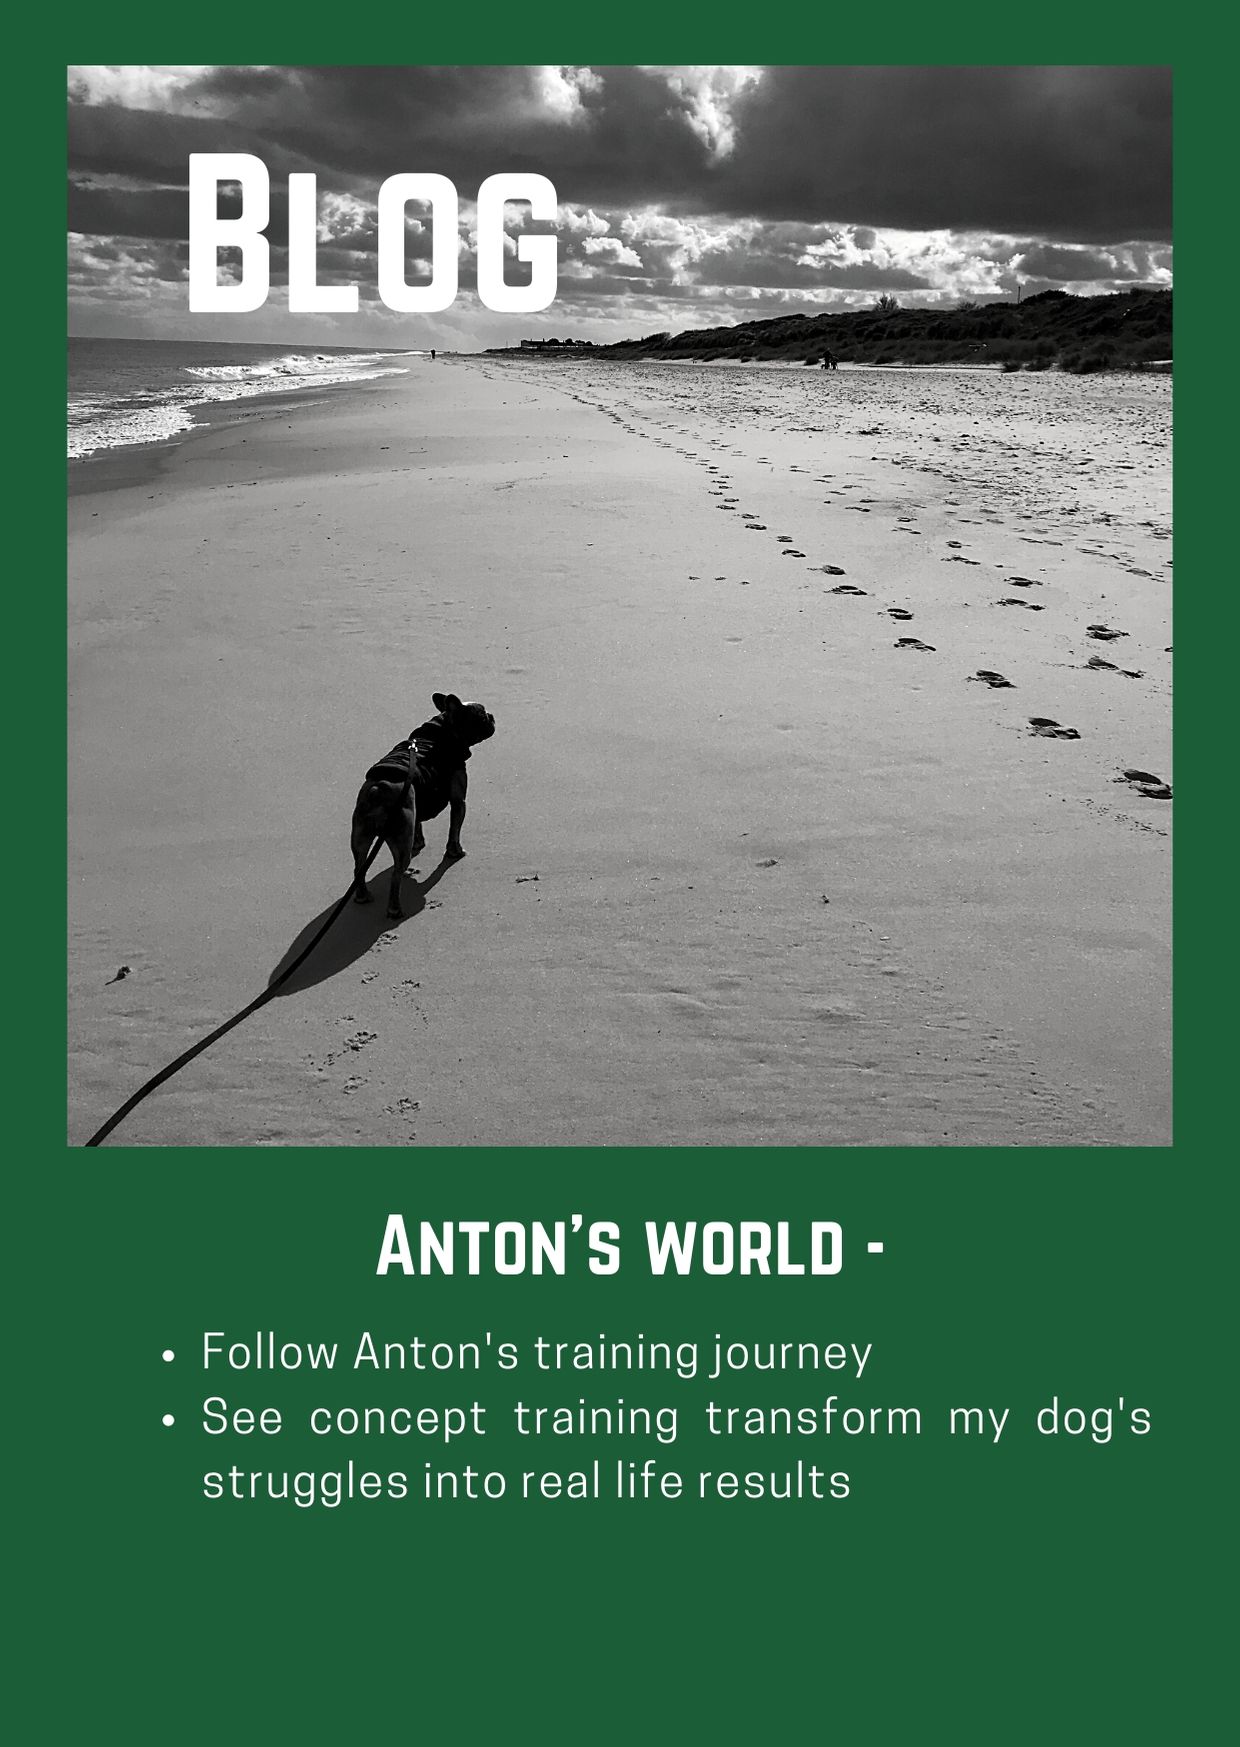 Blog
Anton's world -
• Follow Anton's training journey
• See concept training transform my dog's
struggles into real life results